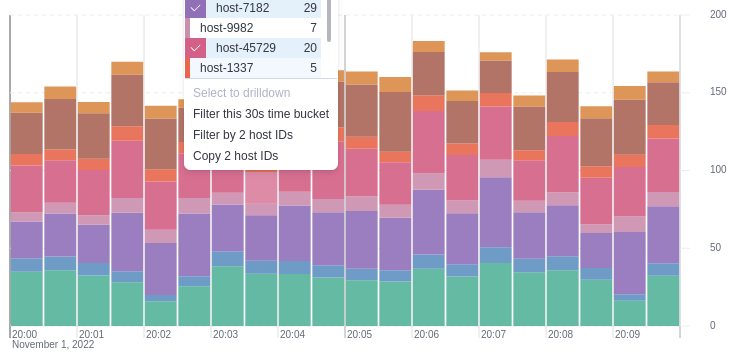 host-7182 29
host-9982 7
host-45729 20
host-1337 5
Select to drilldown
Filter this 30s time bucket
Filter by 2 host IDs
Copy 2 host IDs
200
150
100
50
0
20:00 20:01 20:02 20:03 20:04 20:05 20:06 20:07 20:08 20:09
November 1, 2022